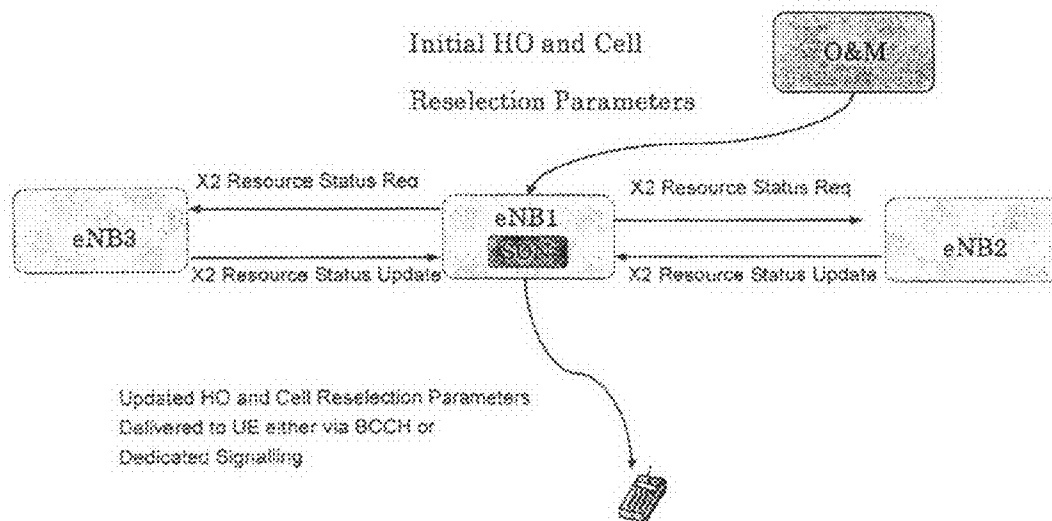 Initial HO and Cell
Reselection Parameters
O&M
X2 Resource Status Req
X2 Resource Status Req
eNB3
eNB1
eNB2
X2 Resource Status Update
X2 Resource Status Update
Updated HO and Cell Reselection Parameters
Delivered to UE either via BCCH or
Dedicated Signalling